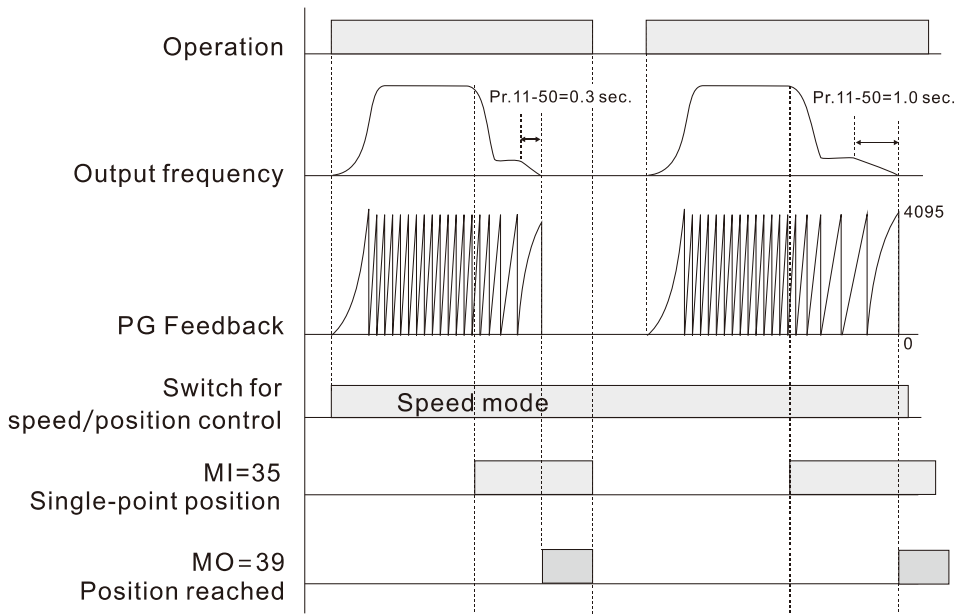 Operation
Pr.11-50=0.3 sec.
Pr.11-50=1.0 sec.
Output frequency
4095
PG Feedback
0
Switch for
speed/position control
Speed mode
MI=35
Single-point position
MO=39
Position reached